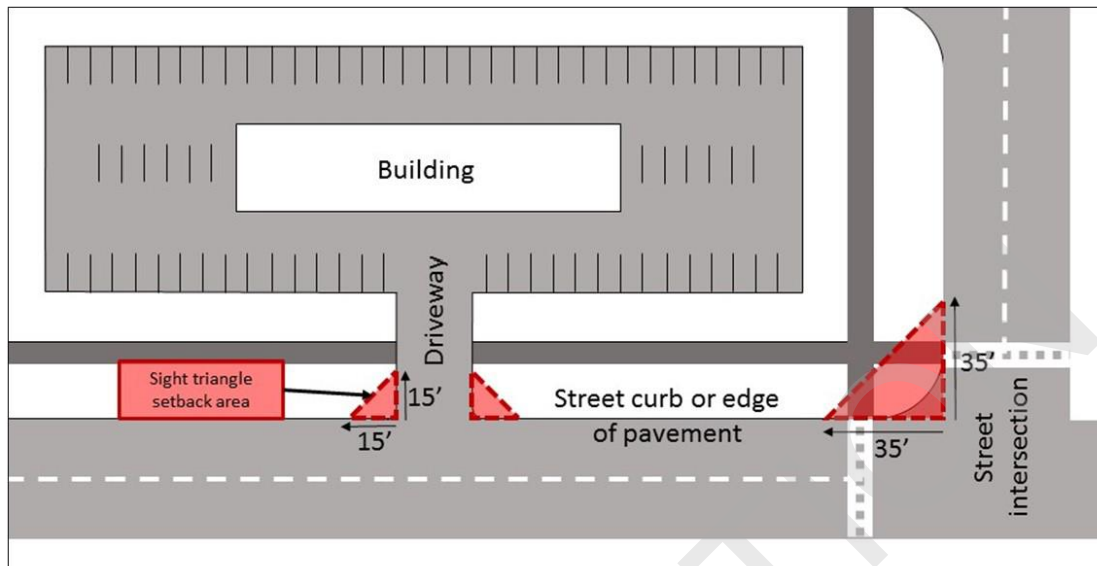 Building
Driveway
Sight triangle
setback area
15'
15'
Street curb or edge
of pavement
35'
35'
Street
intersection